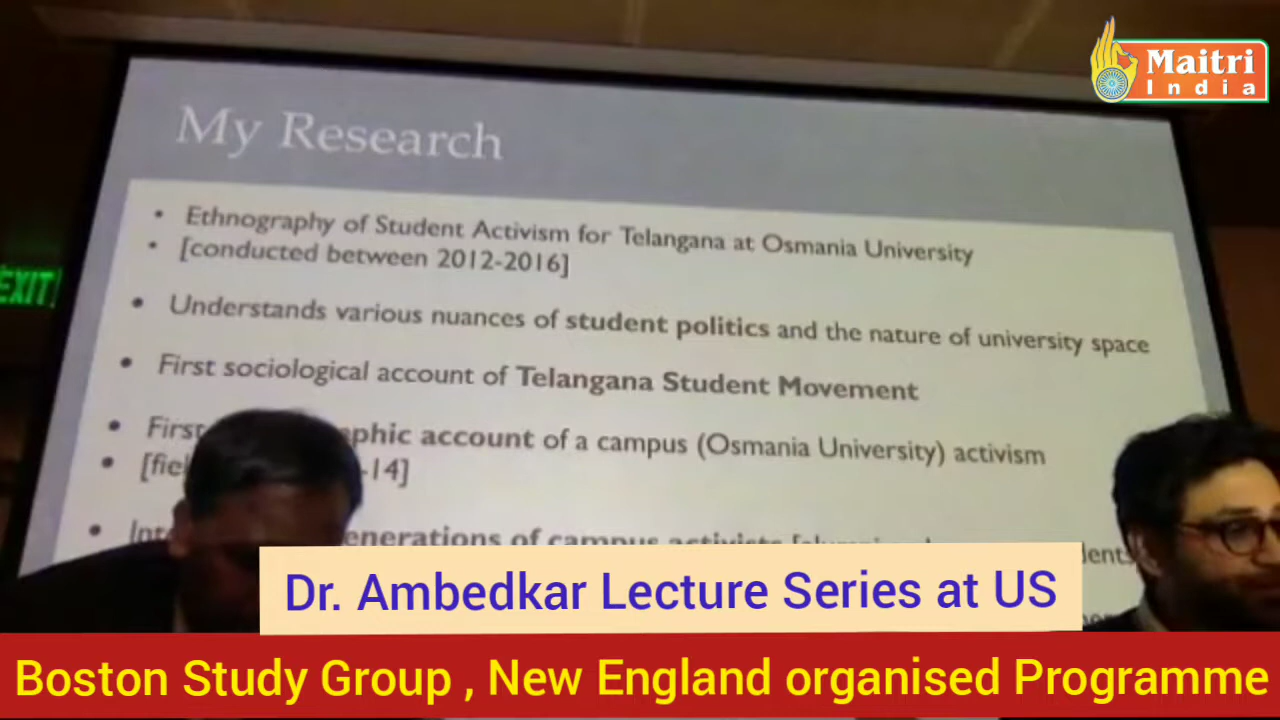 Maitri
India
My Research
• Ethnography of Student Activism for Telangana at Osmania University
• [conducted between 2012-2016]
• Understands various nuances of student politics and the nature of university space
• First sociological account of Telangana Student Movement
• First phic account of a campus (Osmania University) activism
• [fiel -14]
• enerations of campus activists
EXIT
Dr. Ambedkar Lecture Series at US
Boston Study Group , New England organised Programme